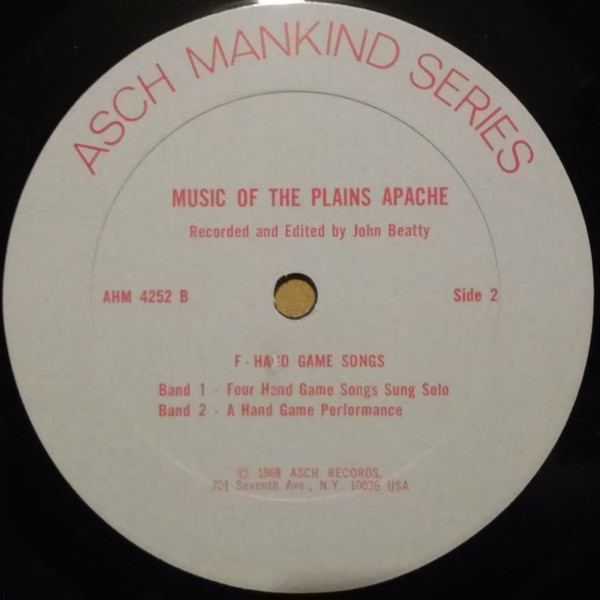 ASCH MANKIND SERIES
MUSIC OF THE PLAINS APACHE
Recorded and Edited by John Beatty
AHM 4252 B
Side 2
F - HAND GAME SONGS
Band 1 - Four Hand Game Songs Sung Solo
Band 2 - A Hand Game Performance
© 1968 ASCH RECORDS,
701 Seventh Ave., N.Y. 10036 USA